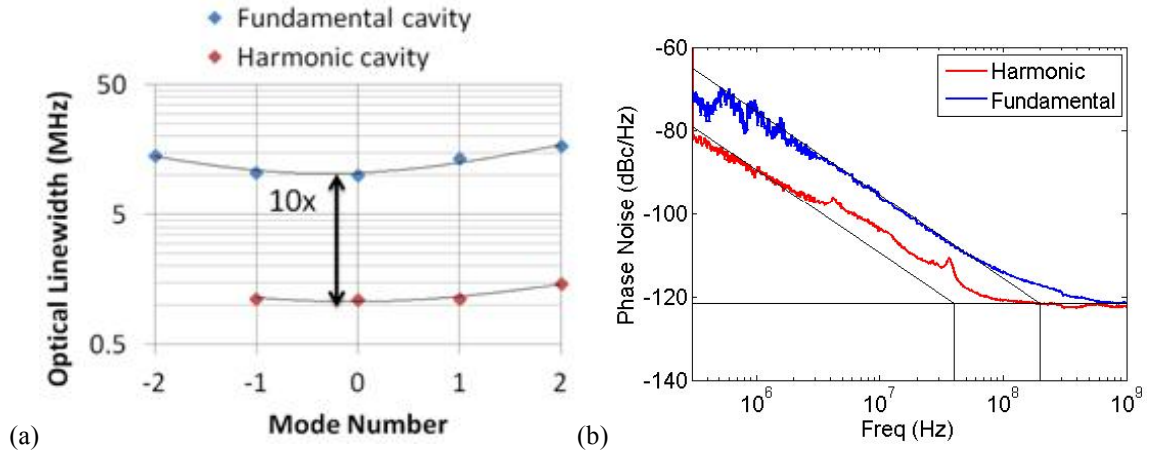 Fundamental cavity
Harmonic cavity
50
5
0.5
Optical Linewidth (MHz)
10x
-2 -1 0 1 2
Mode Number
(a)
-60
-80
-100
-120
-140
Phase Noise (dBc/Hz)
Harmonic
Fundamental
10^6 10^7 10^8 10^9
Freq (Hz)
(b)